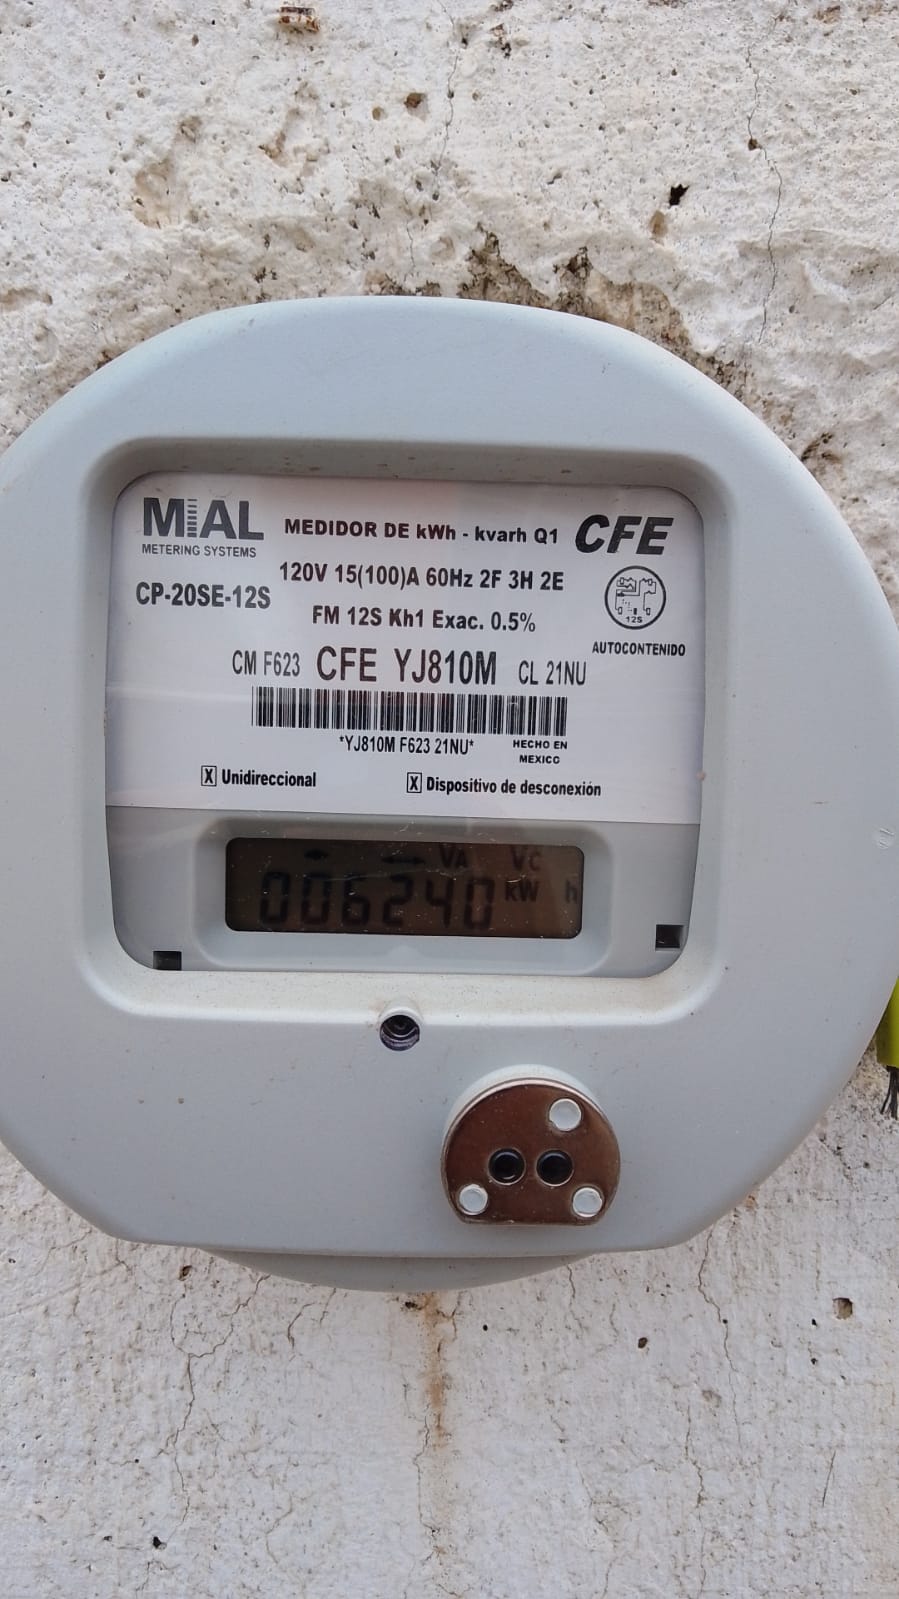 MIAL
METERING SYSTEMS
MEDIDOR DE kWh - kvarh Q1
CFE
120V 15(100)A 60Hz 2F 3H 2E
CP-20SE-12S
FM 12S Kh1 Exac. 0.5%
12S
AUTOCONTENIDO
CM F623 CFE YJ810M CL 21NU
*YJ810M F623 21NU*
HECHO EN
MEXICO
X Unidireccional
X Dispositivo de desconexión
VA VC
006240 kW h